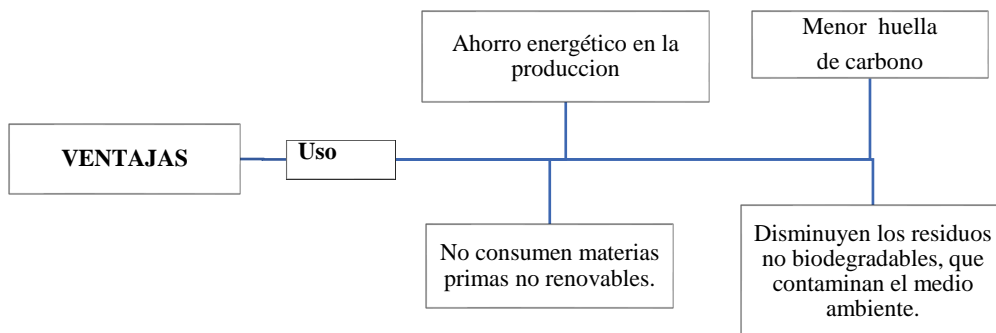 Ahorro energético en la
produccion
Menor huella
de carbono
VENTAJAS
Uso
No consumen materias
primas no renovables.
Disminuyen los residuos
no biodegradables, que
contaminan el medio
ambiente.